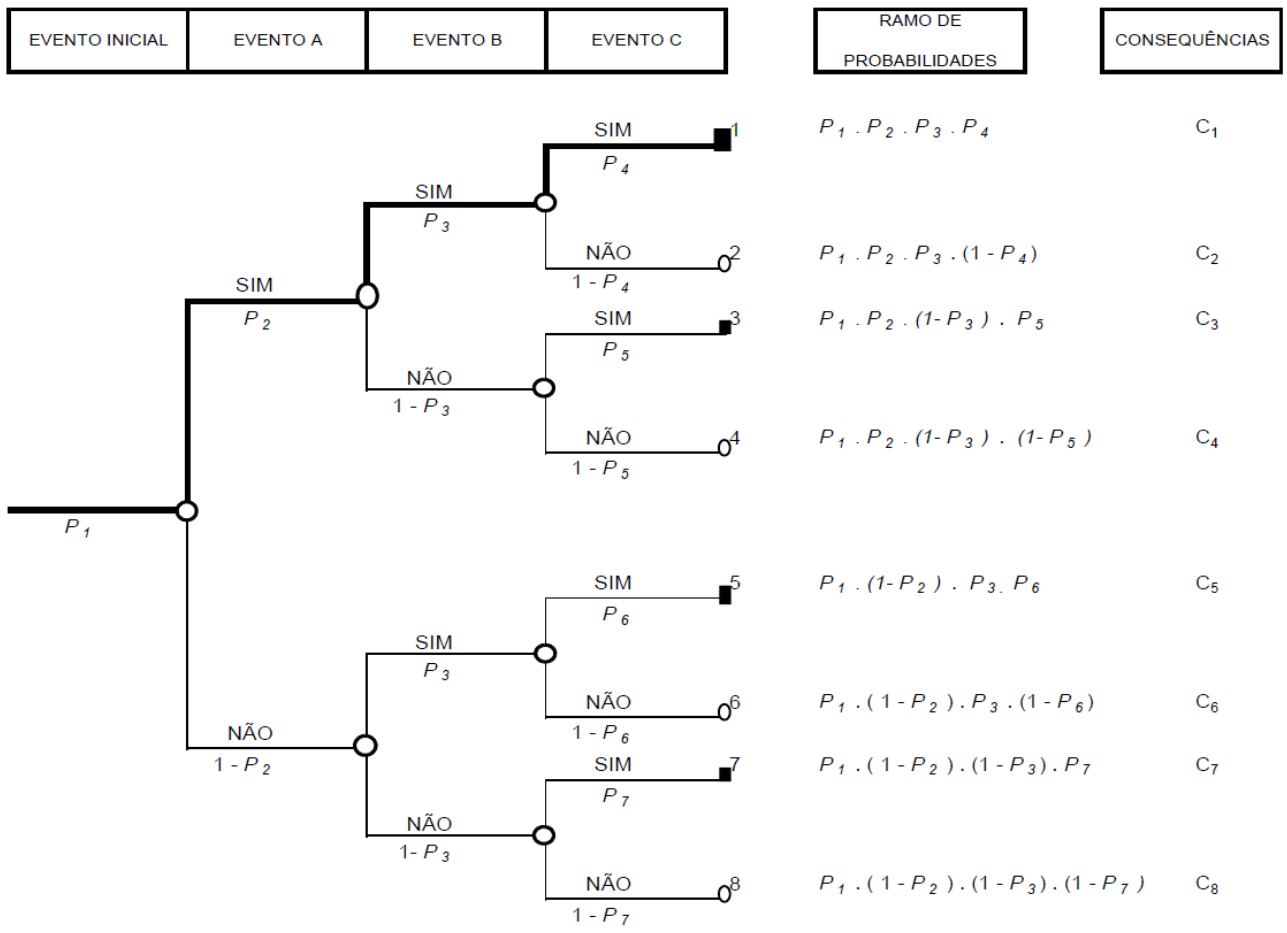 EVENTO INICIAL EVENTO A EVENTO B EVENTO C RAMO DE PROBABILIDADES CONSEQUÊNCIAS
SIM 1 P₁ . P₂ . P₃ . P₄ C₁
P₄
SIM
P₃
NÃO 2 P₁ . P₂ . P₃ . (1 - P₄) C₂
1 - P₄
SIM
P₂
SIM 3 P₁ . P₂ . (1- P₃ ) . P₅ C₃
P₅
NÃO
1 - P₃
NÃO 4 P₁ . P₂ . (1- P₃ ) . (1- P₅ ) C₄
1 - P₅
P₁
SIM 5 P₁ . (1- P₂ ) . P₃ . P₆ C₅
P₆
SIM
P₃
NÃO 6 P₁ . ( 1 - P₂ ) . P₃ . (1 - P₆) C₆
1 - P₆
NÃO
1 - P₂
SIM 7 P₁ . ( 1 - P₂ ) . (1 - P₃ ) . P₇ C₇
P₇
NÃO
1- P₃
NÃO 8 P₁ . ( 1 - P₂ ) . (1 - P₃ ) . (1 - P₇ ) C₈
1 - P₇